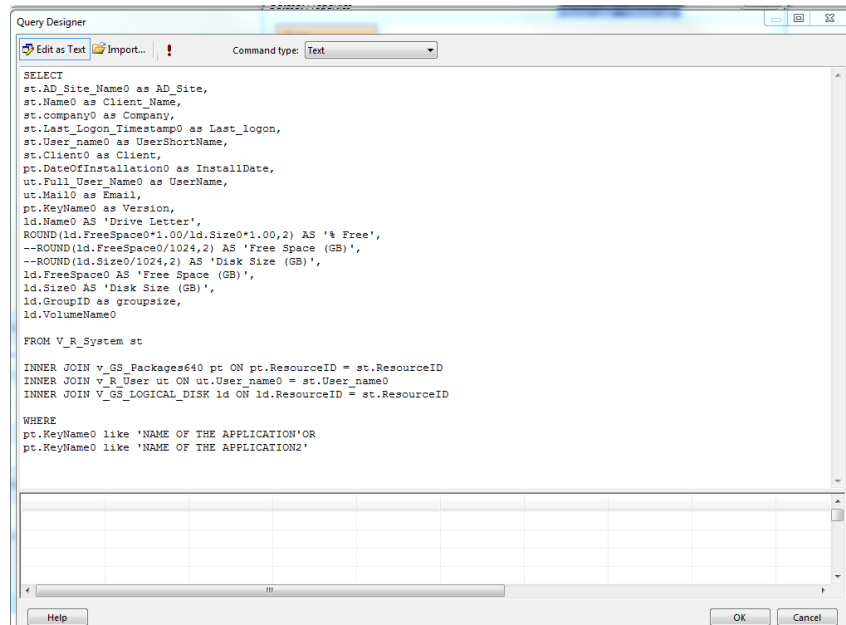 Query Designer
Edit as Text Import... ! Command type: Text
SELECT
st.AD_Site_Name0 as AD_Site,
st.Name0 as Client_Name,
st.company0 as Company,
st.Last_Logon_Timestamp0 as Last_logon,
st.User_name0 as UserShortName,
st.Client0 as Client,
pt.DateOfInstallation0 as InstallDate,
ut.Full_User_Name0 as UserName,
ut.Mail0 as Email,
pt.KeyName0 as Version,
ld.Name0 AS 'Drive Letter',
ROUND(ld.FreeSpace0*1.00/ld.Size0*1.00,2) AS '% Free',
--ROUND(ld.FreeSpace0/1024,2) AS 'Free Space (GB)',
--ROUND(ld.Size0/1024,2) AS 'Disk Size (GB)',
ld.FreeSpace0 AS 'Free Space (GB)',
ld.Size0 AS 'Disk Size (GB)',
ld.GroupID as groupsize,
ld.VolumeName0
FROM V_R_System st
INNER JOIN v_GS_Packages640 pt ON pt.ResourceID = st.ResourceID
INNER JOIN v_R_User ut ON ut.User_name0 = st.User_name0
INNER JOIN V_GS_LOGICAL_DISK ld ON ld.ResourceID = st.ResourceID
WHERE
pt.KeyName0 like 'NAME OF THE APPLICATION'OR
pt.KeyName0 like 'NAME OF THE APPLICATION2'
Help OK Cancel